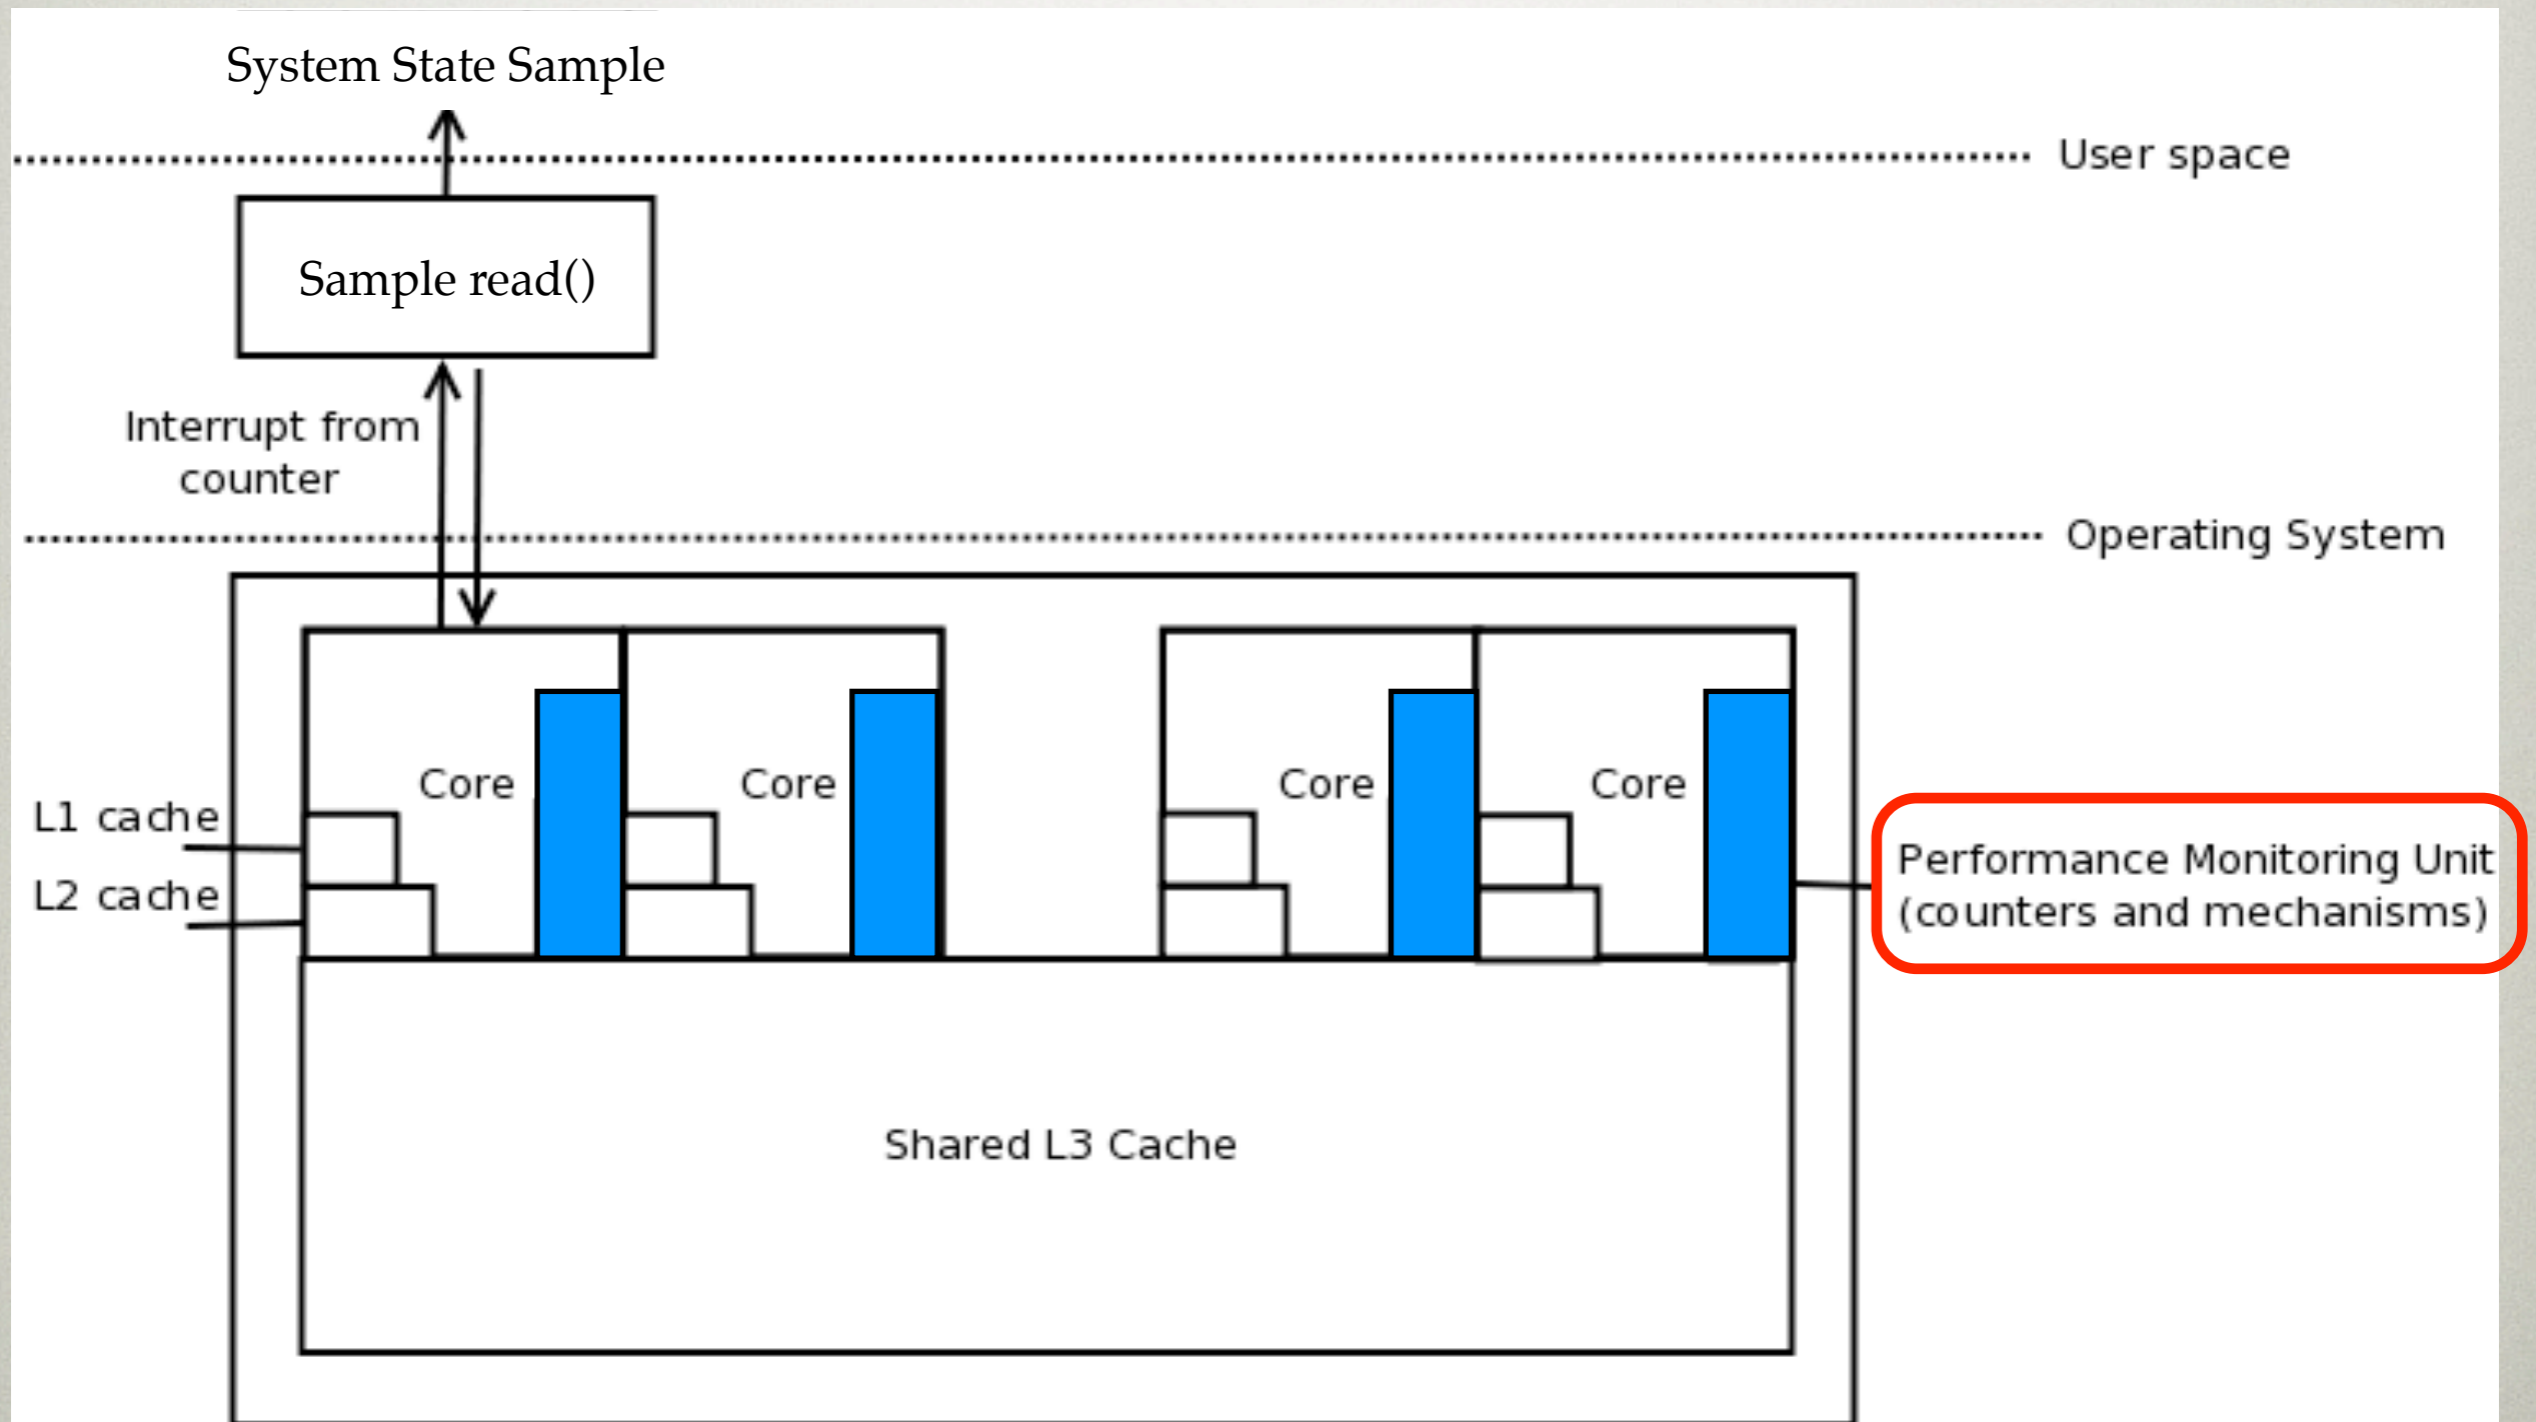 System State Sample
User space
Sample read()
Interrupt from
counter
Operating System
Core
Core
Core
Core
L1 cache
L2 cache
Performance Monitoring Unit
(counters and mechanisms)
Shared L3 Cache